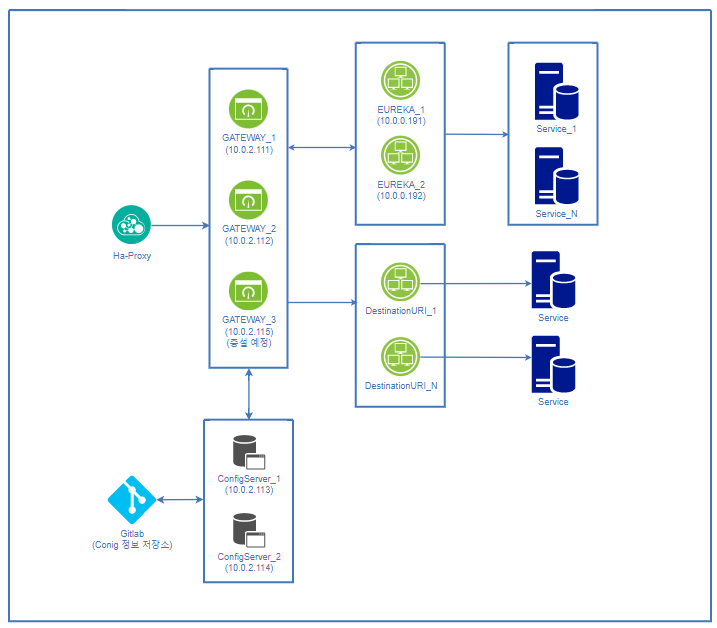 GATEWAY_1
(10.0.2.111)
GATEWAY_2
(10.0.2.112)
GATEWAY_3
(10.0.2.115)
(증설 예정)
EUREKA_1
(10.0.0.191)
EUREKA_2
(10.0.0.192)
Service_1
Service_N
Ha-Proxy
DestinationURI_1
DestinationURI_N
Service
Service
ConfigServer_1
(10.0.2.113)
ConfigServer_2
(10.0.2.114)
Gitlab
(Conig 정보 저장소)